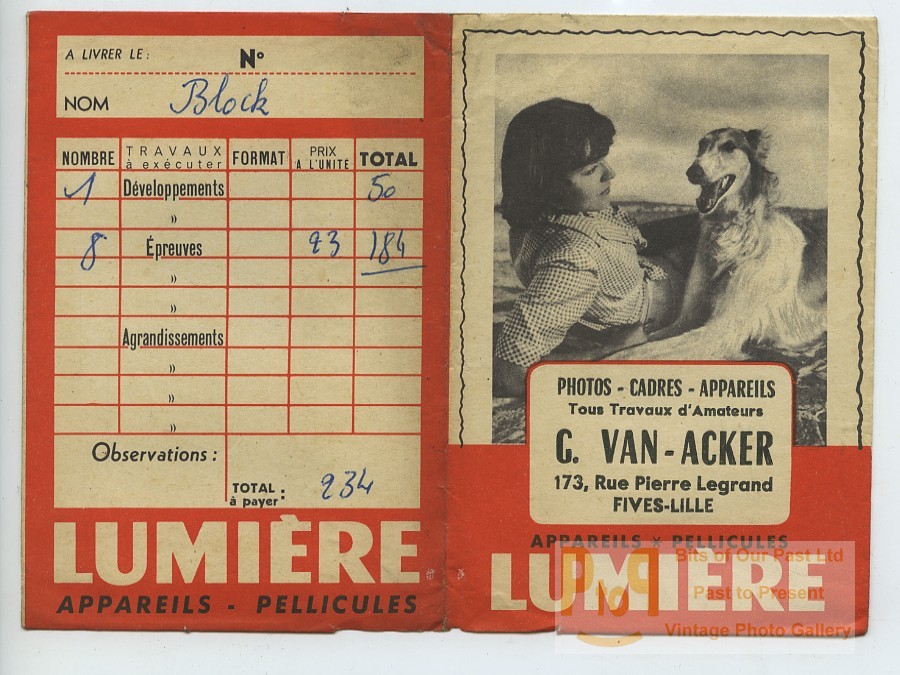 A LIVRER LE :
N°
NOM Block
NOMBRE TRAVAUX à exécuter FORMAT PRIX A L'UNITÉ TOTAL
1 Développements 50
»
8 Épreuves 23 184
»
»
Agrandissements
»
»
»
Observations :
TOTAL à payer : 234
LUMIÈRE
APPAREILS - PELLICULES
PHOTOS - CADRES - APPAREILS
Tous Travaux d'Amateurs
G. VAN-ACKER
173, Rue Pierre Legrand
FIVES-LILLE
APPAREILS × PELLICULES
LUMIÈRE
PMOP
Bits of Our Past Ltd
Past to Present
Vintage Photo Gallery